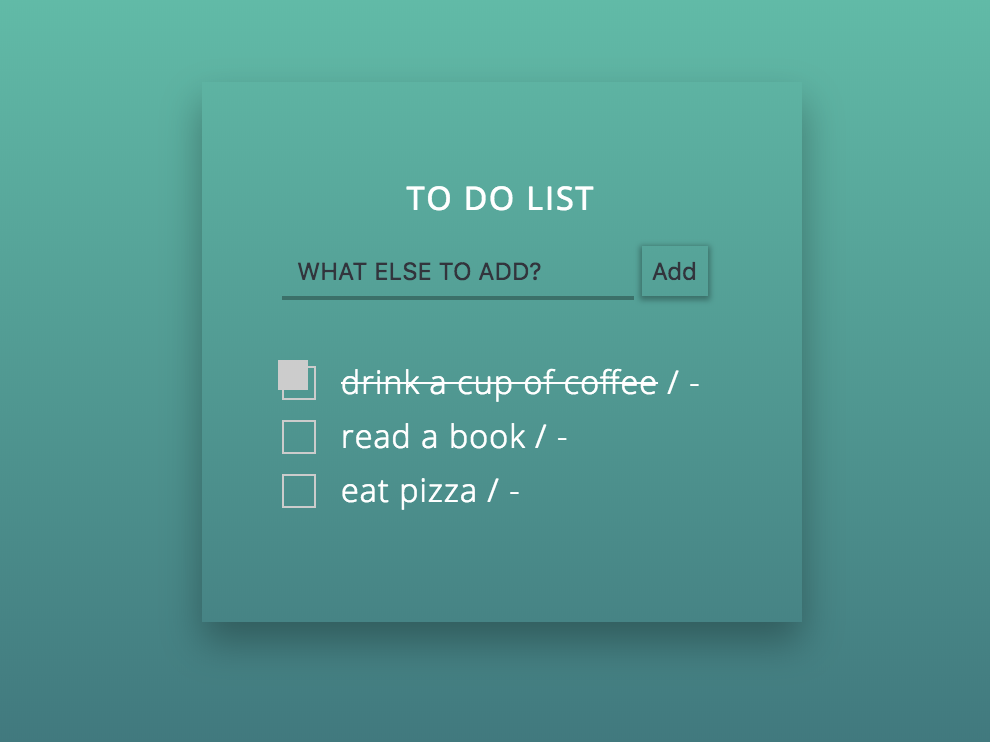 TO DO LIST
WHAT ELSE TO ADD? Add
drink a cup of coffee / -
read a book / -
eat pizza / -